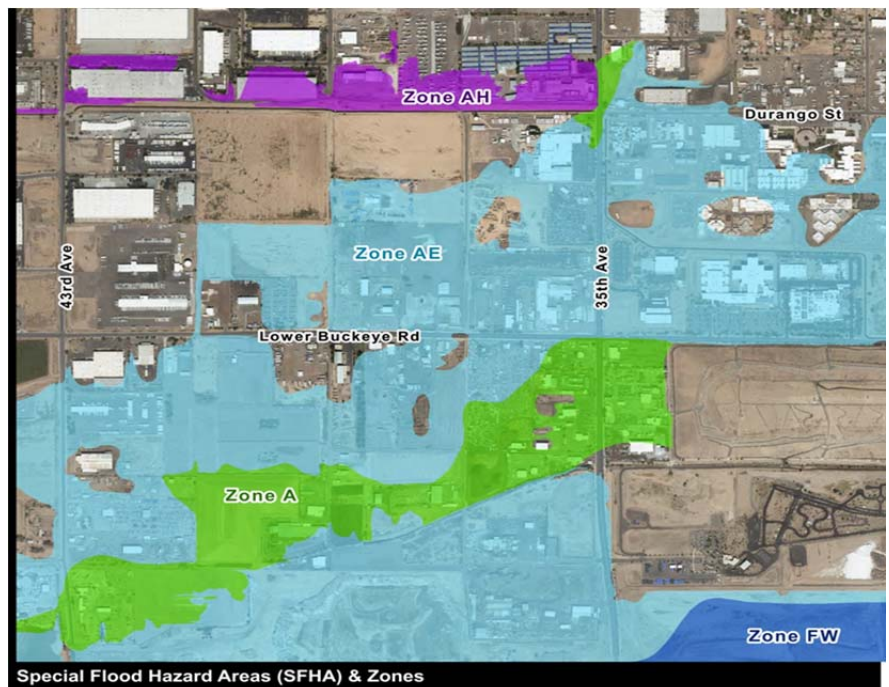 Zone AH
Durango St
Zone AE
43rd Ave
35th Ave
Lower Buckeye Rd
Zone A
Zone FW
Special Flood Hazard Areas (SFHA) & Zones